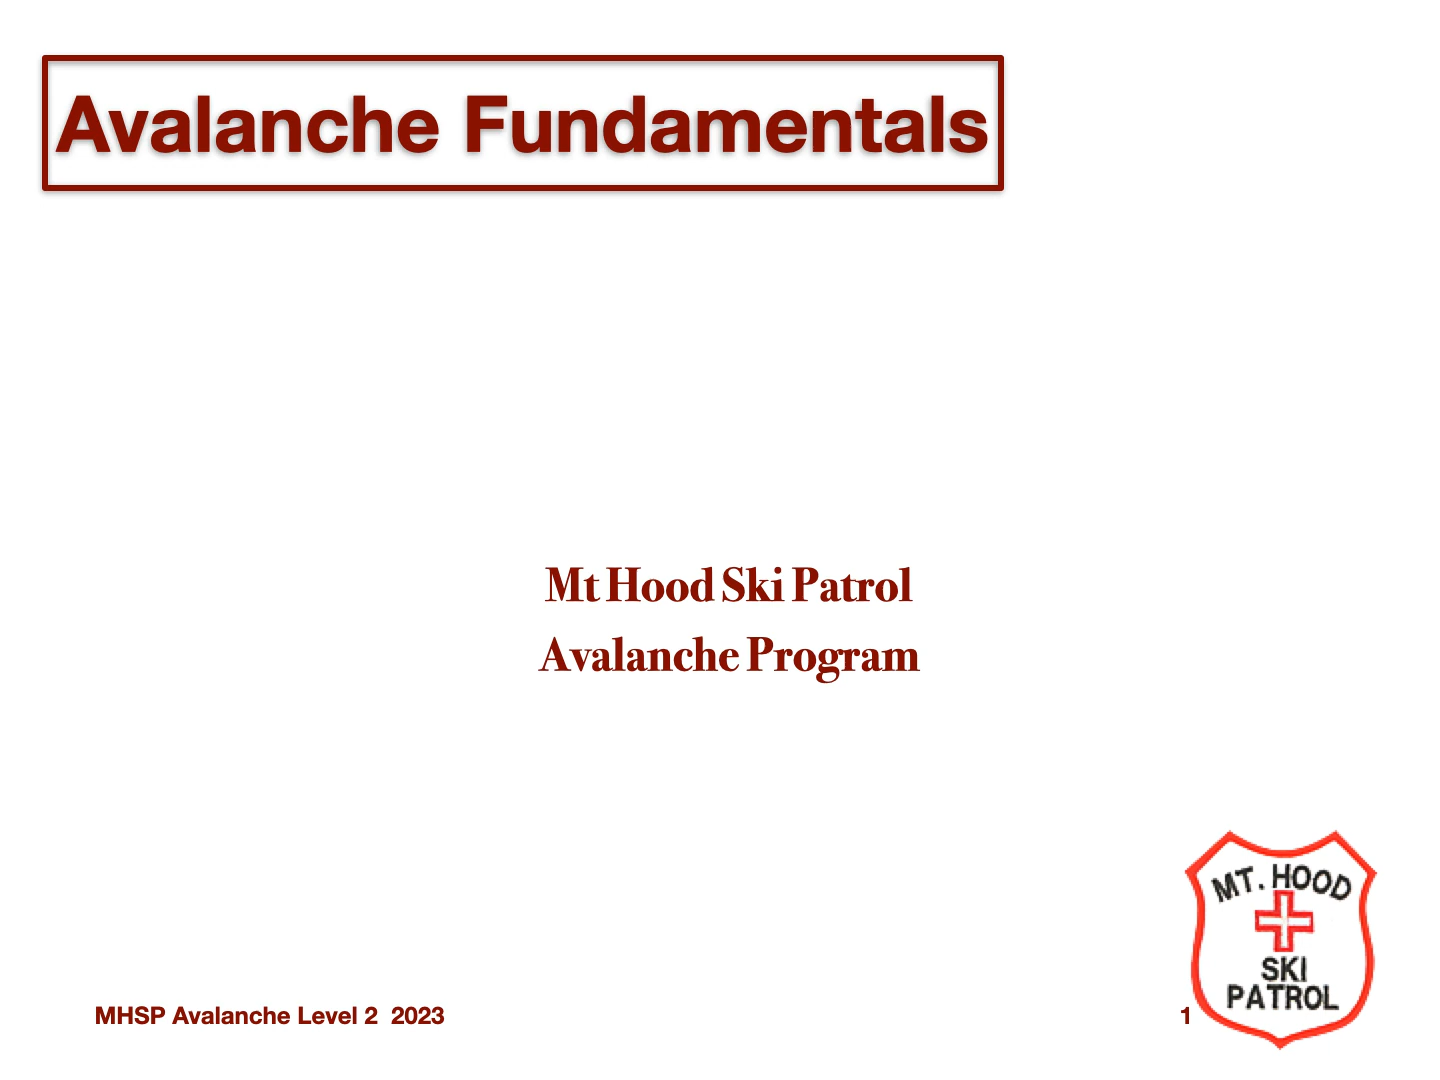 Avalanche Fundamentals
Mt Hood Ski Patrol
Avalanche Program
MT. HOOD
SKI
PATROL
MHSP Avalanche Level 2  2023
1